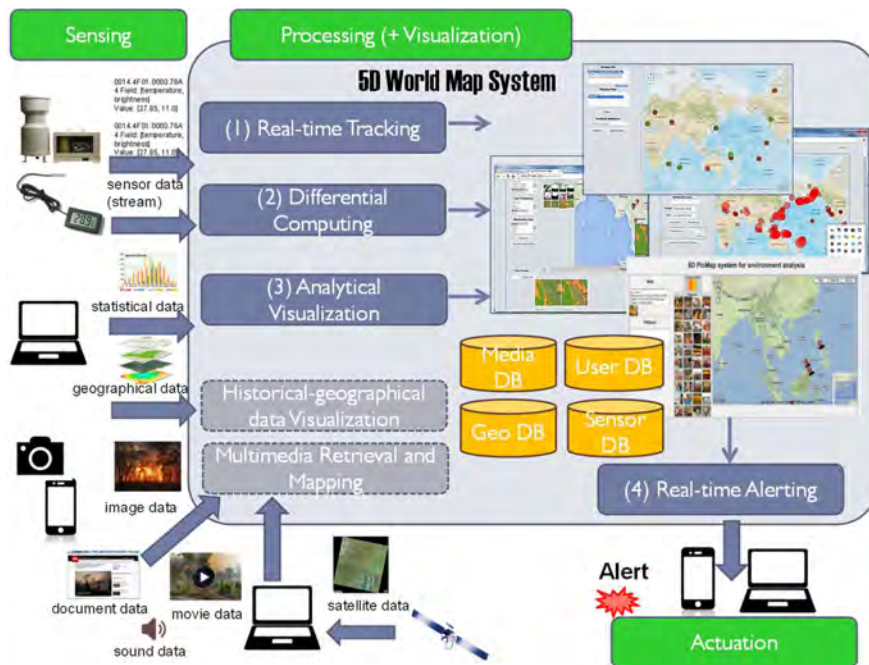 Sensing
Processing (+ Visualization)
5D World Map System
0014.4F01.0000.76A
4 Field: [temperature,
brightness]
Value: [27.85, 11.0]
0014.4F01.0000.76A
4 Field: [temperature,
brightness]
Value: [27.85, 11.0]
sensor data
(stream)
(1) Real-time Tracking
(2) Differential
Computing
(3) Analytical
Visualization
statistical data
geographical data
Historical-geographical
data Visualization
Multimedia Retrieval and
Mapping
5D PicMap system for environment analysis
Media
DB
User DB
Geo DB
Sensor
DB
(4) Real-time Alerting
image data
document data
movie data
sound data
satellite data
Alert
Actuation